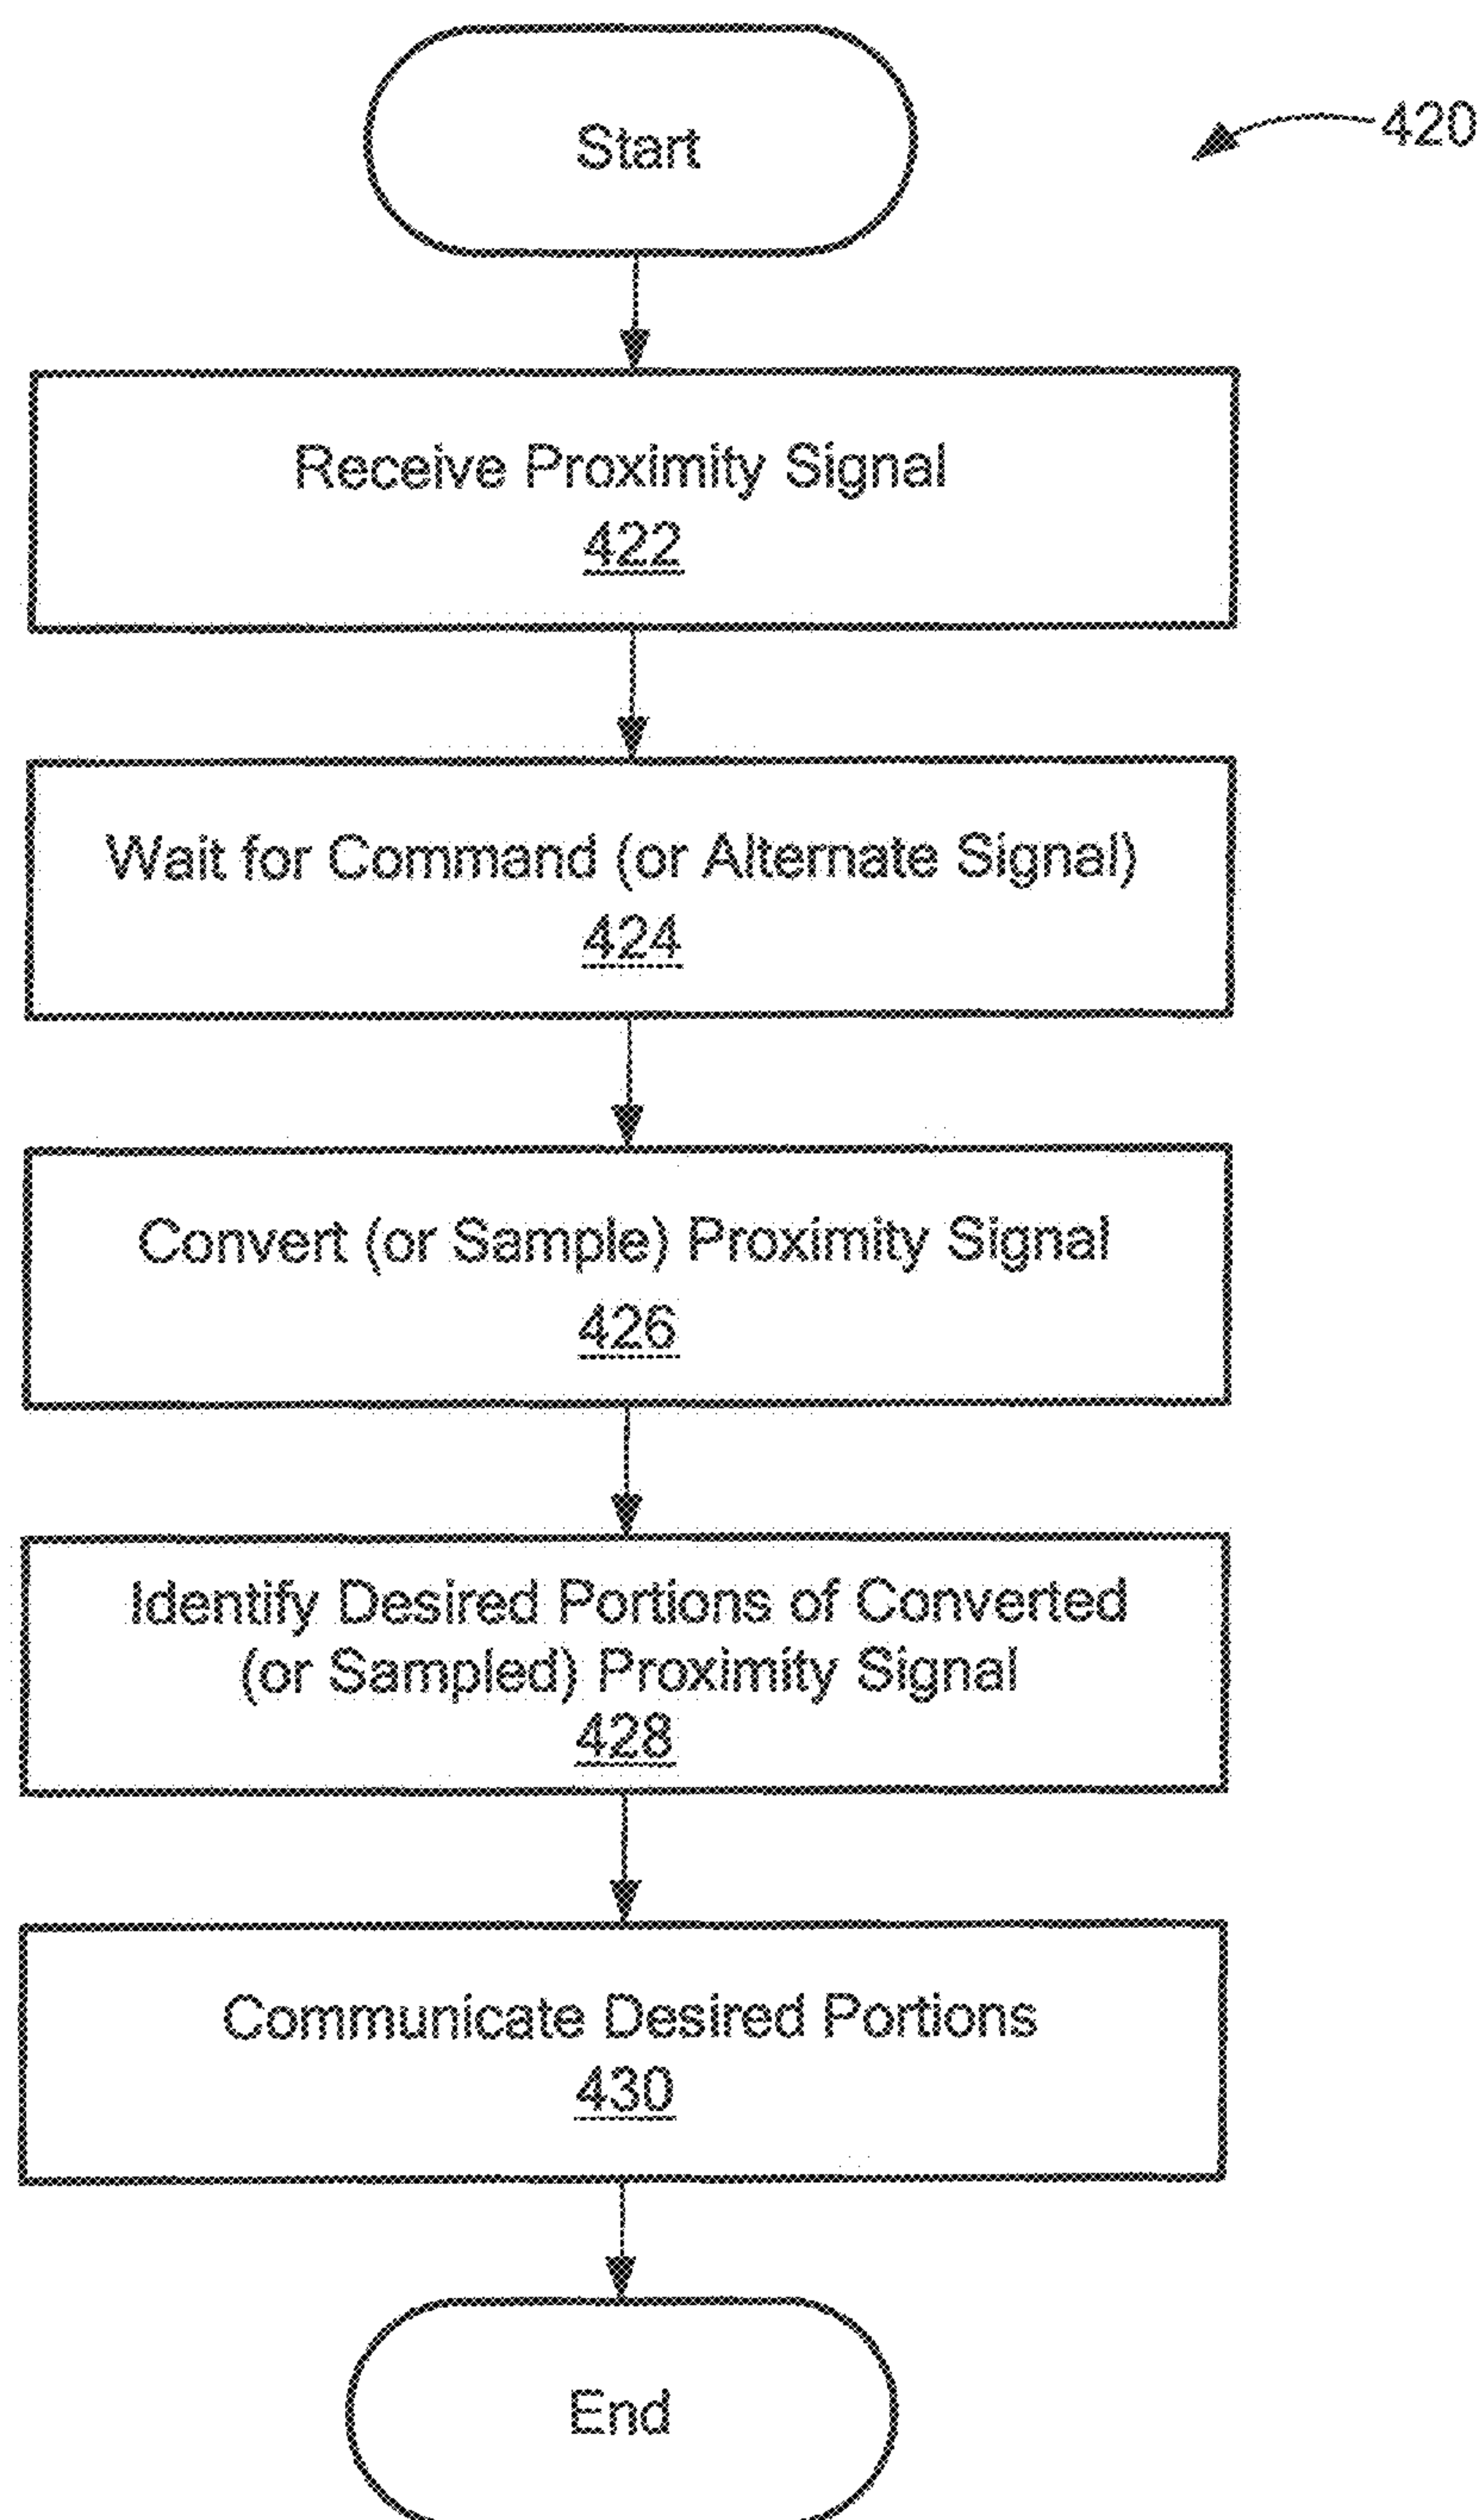 Start
420
Receive Proximity Signal
422
Wait for Command (or Alternate Signal)
424
Convert (or Sample) Proximity Signal
426
Identify Desired Portions of Converted
(or Sampled) Proximity Signal
428
Communicate Desired Portions
430
End